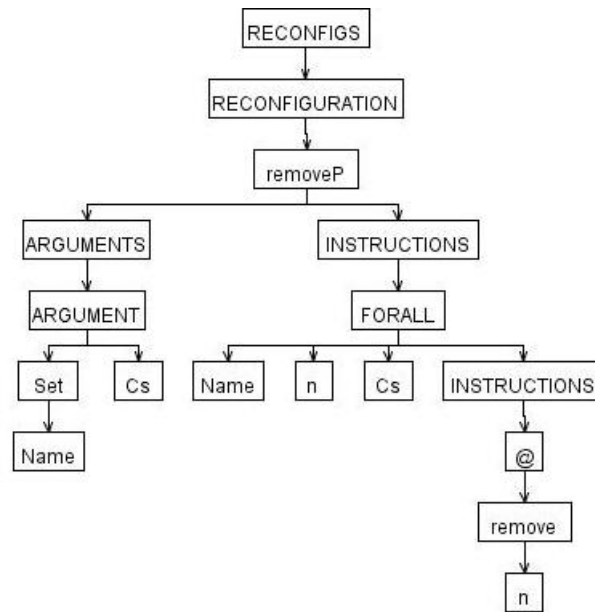 RECONFIGS
RECONFIGURATION
removeP
ARGUMENTS INSTRUCTIONS
ARGUMENT FORALL
Set Cs Name n Cs INSTRUCTIONS
Name @
remove
n